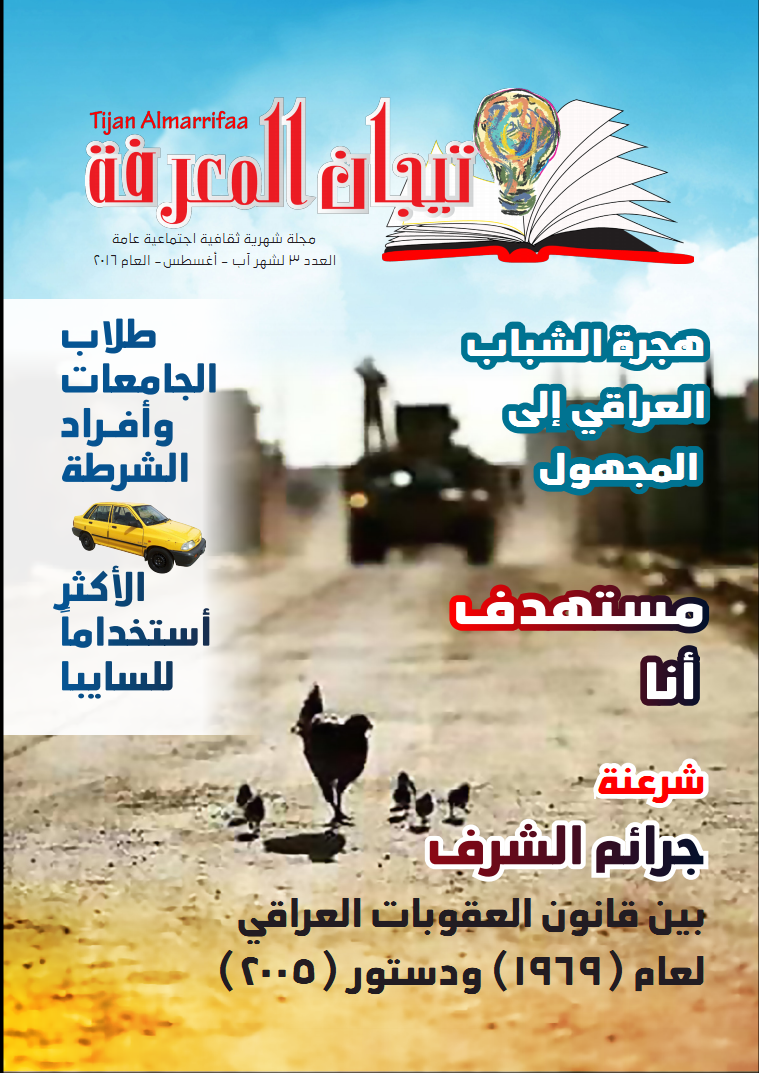 Tijan Almarrifaa
تيجان المعرفة
مجلة شهرية ثقافية اجتماعية عامة
العدد ٣ لشهر آب - أغسطس - العام ٢٠١٦
هجرة الشباب
العراقي إلى
المجهول
طلاب
الجامعات
وأفـراد
الشرطة
الأكثر
أستخداماً
للسايبا
مستهدف
أنا
شرعنة
جرائم الشرف
بين قانون العقوبات العراقي
لعام (١٩٦٩) ودستور (٢٠٠٥)